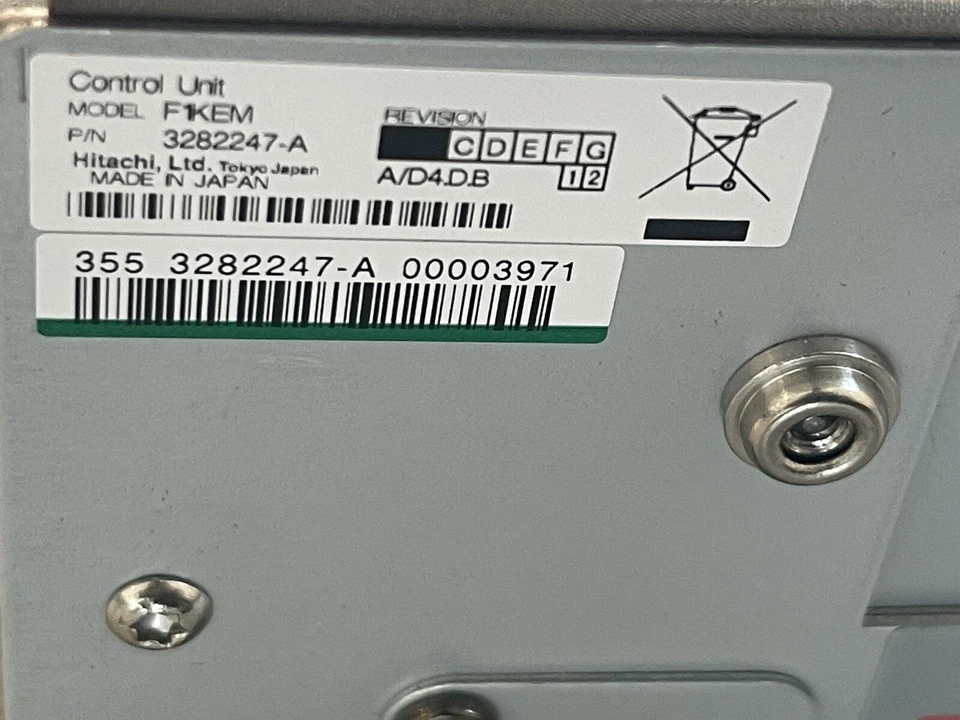 Control Unit
MODEL F1KEM
P/N 3282247-A
Hitachi, Ltd. Tokyo Japan
MADE IN JAPAN
REVISION
C D E F G
A/D4.D.B 1 2
355 3282247-A 00003971